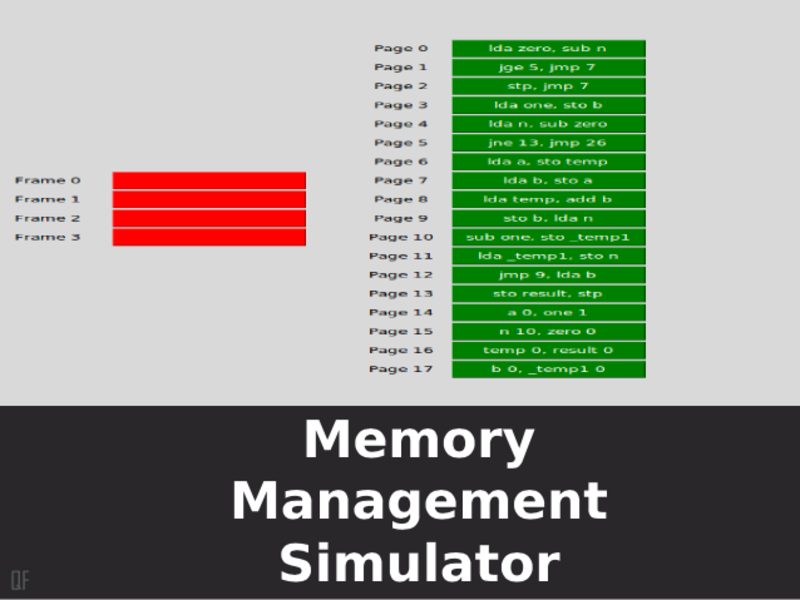 Page 0 lda zero, sub n
Page 1 jge 5, jmp 7
Page 2 stp, jmp 7
Page 3 lda one, sto b
Page 4 lda n, sub zero
Page 5 jne 13, jmp 26
Page 6 lda a, sto temp
Frame 0 Page 7 lda b, sto a
Frame 1 Page 8 lda temp, add b
Frame 2 Page 9 sto b, lda n
Frame 3 Page 10 sub one, sto _temp1
Page 11 lda _temp1, sto n
Page 12 jmp 9, lda b
Page 13 sto result, stp
Page 14 a 0, one 1
Page 15 n 10, zero 0
Page 16 temp 0, result 0
Page 17 b 0, _temp1 0
Memory
Management
Simulator
QF